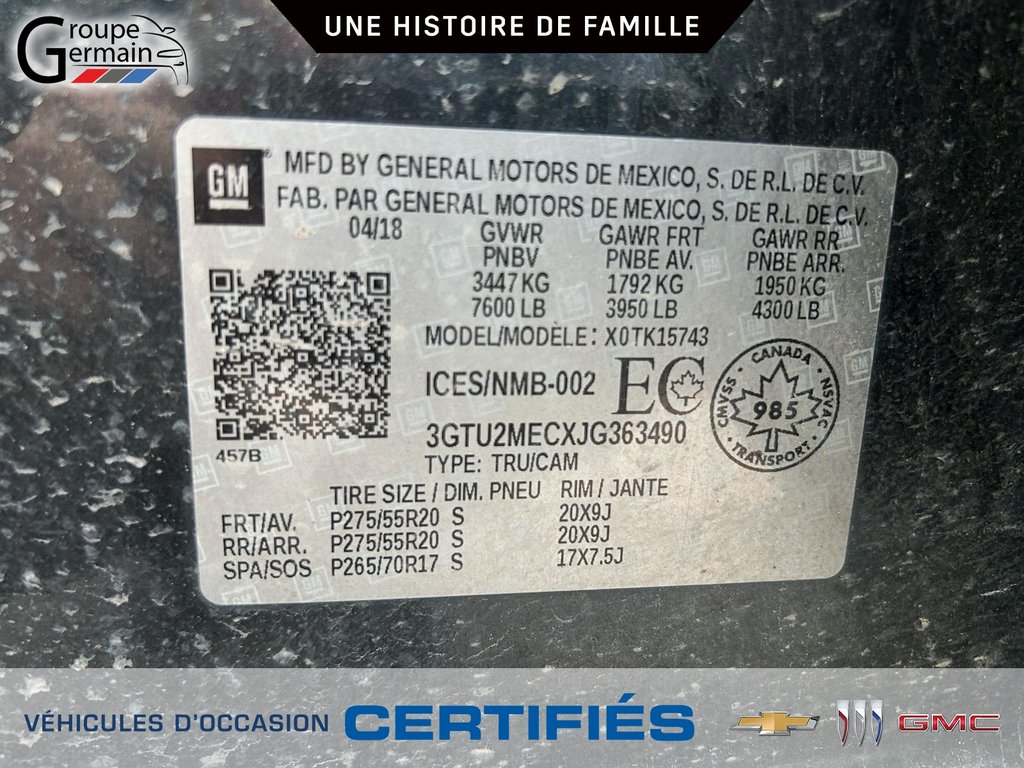 Groupe
Germain
UNE HISTOIRE DE FAMILLE
GM
MFD BY GENERAL MOTORS DE MEXICO, S. DE R.L. DE C.V.
FAB. PAR GENERAL MOTORS DE MEXICO, S. DE R.L. DE C.V.
04/18 GVWR GAWR FRT GAWR RR
PNBV PNBE AV. PNBE ARR.
3447 KG 1792 KG 1950 KG
7600 LB 3950 LB 4300 LB
MODEL/MODÈLE: X0TK15743
ICES/NMB-002 EC
CANADA
CMVSS 985 NSVAC
TRANSPORT
3GTU2MECXJG363490
457B
TYPE: TRU/CAM
TIRE SIZE / DIM. PNEU RIM / JANTE
FRT/AV. P275/55R20 S 20X9J
RR/ARR. P275/55R20 S 20X9J
SPA/SOS P265/70R17 S 17X7.5J
VÉHICULES D'OCCASION CERTIFIÉS GMC